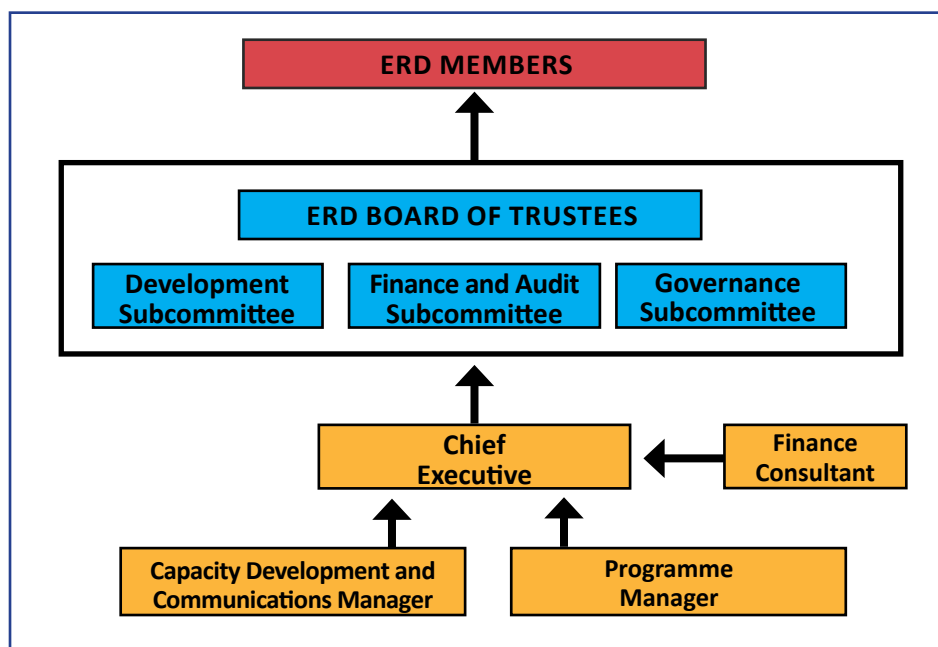 ERD MEMBERS
ERD BOARD OF TRUSTEES
Development
Subcommittee
Finance and Audit
Subcommittee
Governance
Subcommittee
Chief
Executive
Finance
Consultant
Capacity Development and
Communications Manager
Programme
Manager